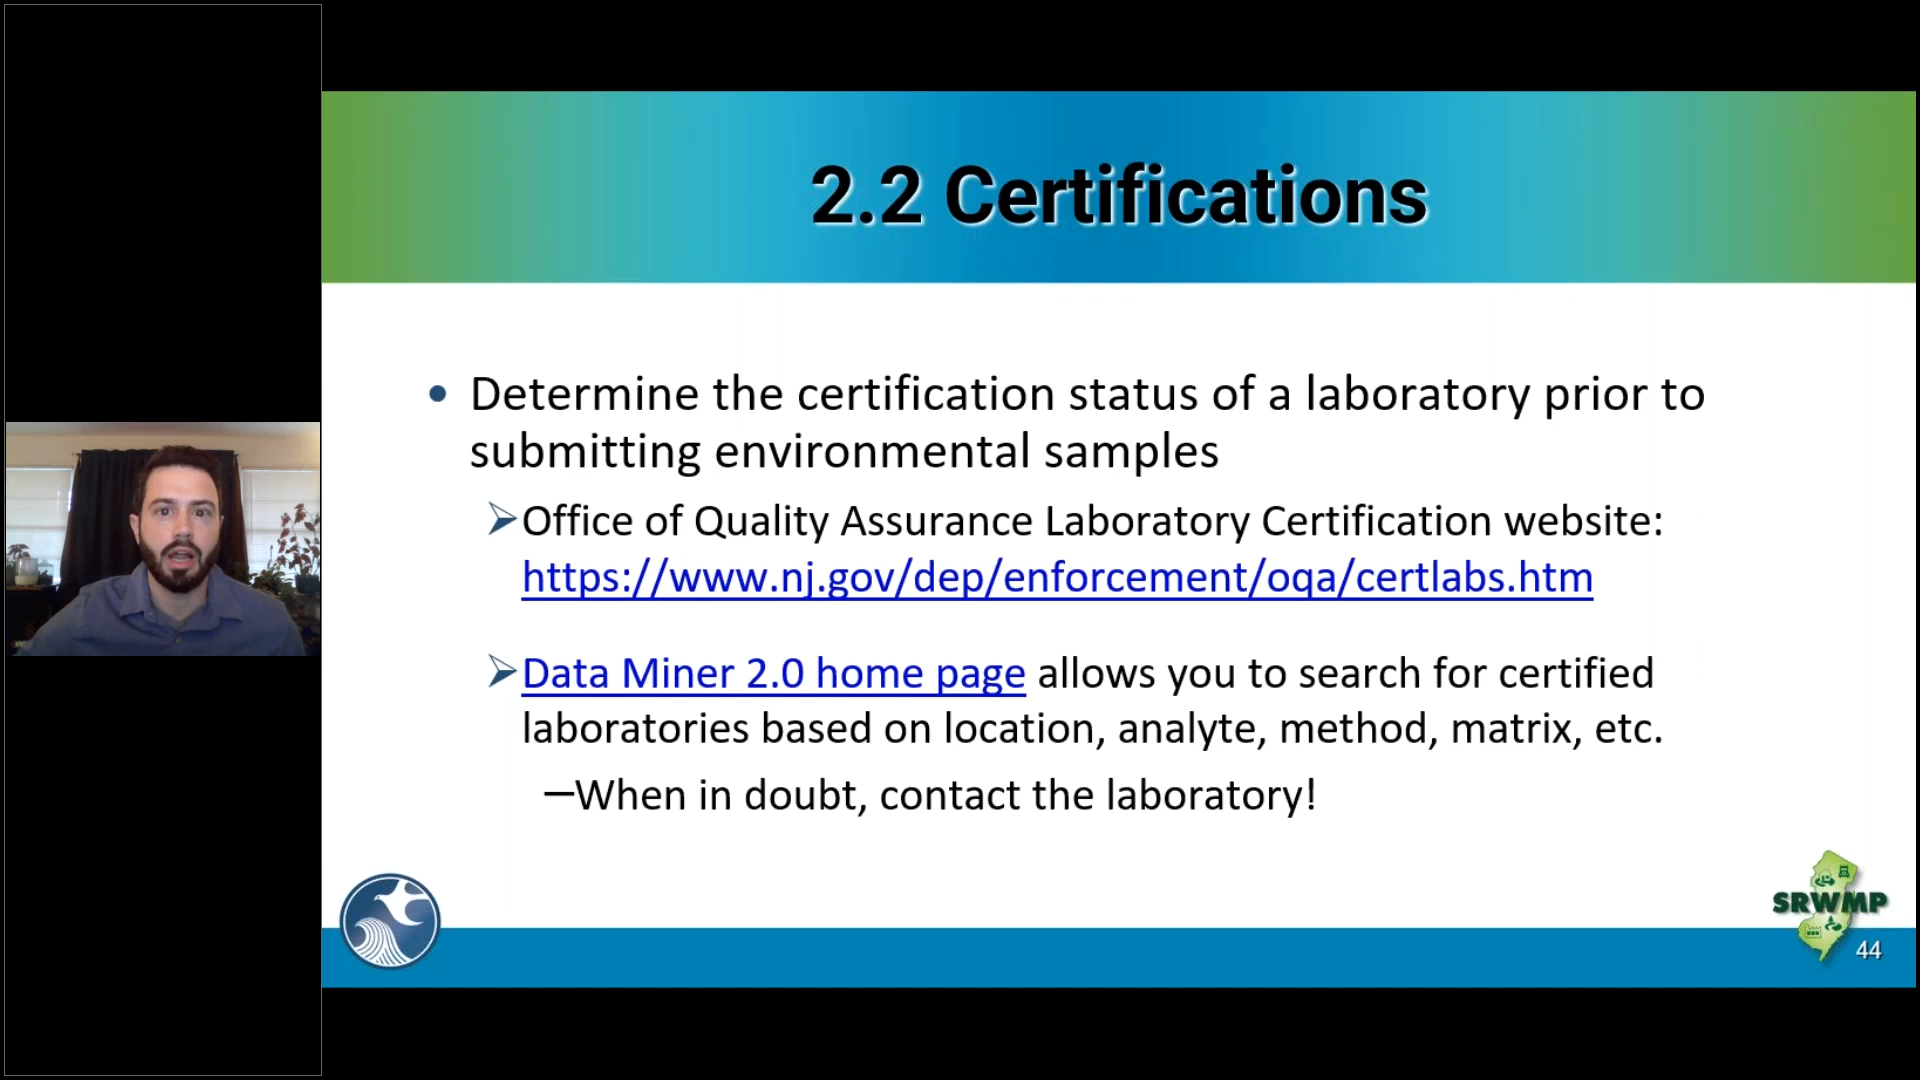 2.2 Certifications
Determine the certification status of a laboratory prior to
submitting environmental samples
Office of Quality Assurance Laboratory Certification website:
https://www.nj.gov/dep/enforcement/oqa/certlabs.htm
Data Miner 2.0 home page allows you to search for certified
laboratories based on location, analyte, method, matrix, etc.
–When in doubt, contact the laboratory!
SRWMP
44